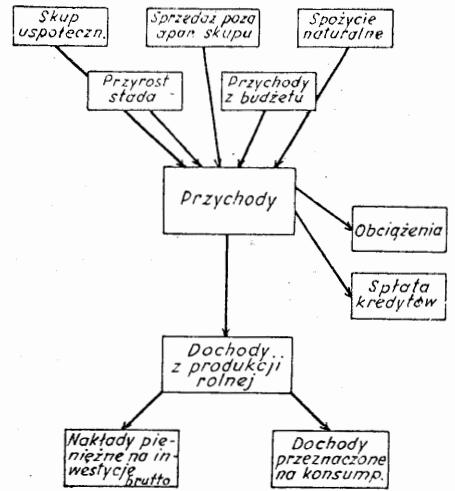 Skup
uspołeczn.
Sprzedaż poza
apar. skupu
Spożycie
naturalne
Przyrost
stada
Przychody
z budżetu
Przychody
Obciążenia
Spłata
kredytów
Dochody
z produkcji
rolnej
Nakłady pie-
niężne na in-
westycje
brutto
Dochody
przeznaczone
na konsump.